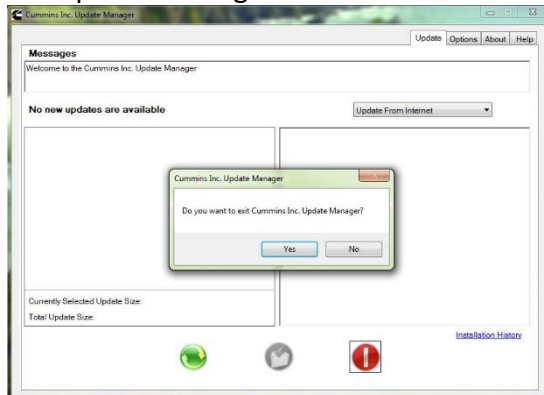 Cummins Inc. Update Manager
Update Options About Help
Messages
Welcome to the Cummins Inc. Update Manager
No new updates are available
Update From Internet
Cummins Inc. Update Manager
Do you want to exit Cummins Inc. Update Manager?
Yes No
Currently Selected Update Size:
Total Update Size:
Installation History